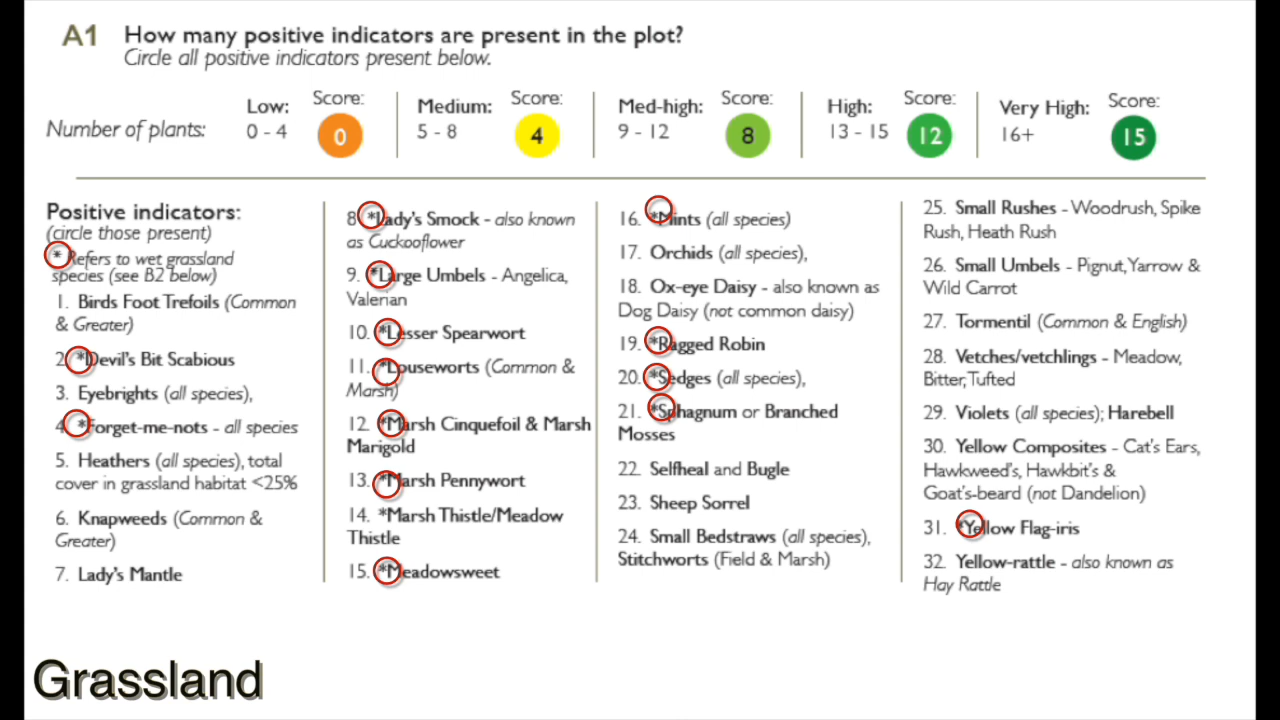 A1 How many positive indicators are present in the plot?
Circle all positive indicators present below.
Number of plants:
Low: Score:
0 - 4 0
Medium: Score:
5 - 8 4
Med-high: Score:
9 - 12 8
High: Score:
13 - 15 12
Very High: Score:
16+ 15
Positive indicators:
(circle those present)
* Refers to wet grassland
species (see B2 below)
1. Birds Foot Trefoils (Common
& Greater)
2. *Devil's Bit Scabious
3. Eyebrights (all species),
4. *Forget-me-nots - all species
5. Heathers (all species), total
cover in grassland habitat <25%
6. Knapweeds (Common &
Greater)
7. Lady's Mantle
8. *Lady's Smock - also known
as Cuckooflower
9. *Large Umbels - Angelica,
Valerian
10. *Lesser Spearwort
11. *Louseworts (Common &
Marsh)
12. *Marsh Cinquefoil & Marsh
Marigold
13. *Marsh Pennywort
14. *Marsh Thistle/Meadow
Thistle
15. *Meadowsweet
16. *Mints (all species)
17. Orchids (all species),
18. Ox-eye Daisy - also known as
Dog Daisy (not common daisy)
19. *Ragged Robin
20. *Sedges (all species),
21. *Sphagnum or Branched
Mosses
22. Selfheal and Bugle
23. Sheep Sorrel
24. Small Bedstraws (all species),
Stitchworts (Field & Marsh)
25. Small Rushes - Woodrush, Spike
Rush, Heath Rush
26. Small Umbels - Pignut, Yarrow &
Wild Carrot
27. Tormentil (Common & English)
28. Vetches/vetchlings - Meadow,
Bitter, Tufted
29. Violets (all species); Harebell
30. Yellow Composites - Cat's Ears,
Hawkweed's, Hawkbit's &
Goat's-beard (not Dandelion)
31. *Yellow Flag-iris
32. Yellow-rattle - also known as
Hay Rattle
Grassland